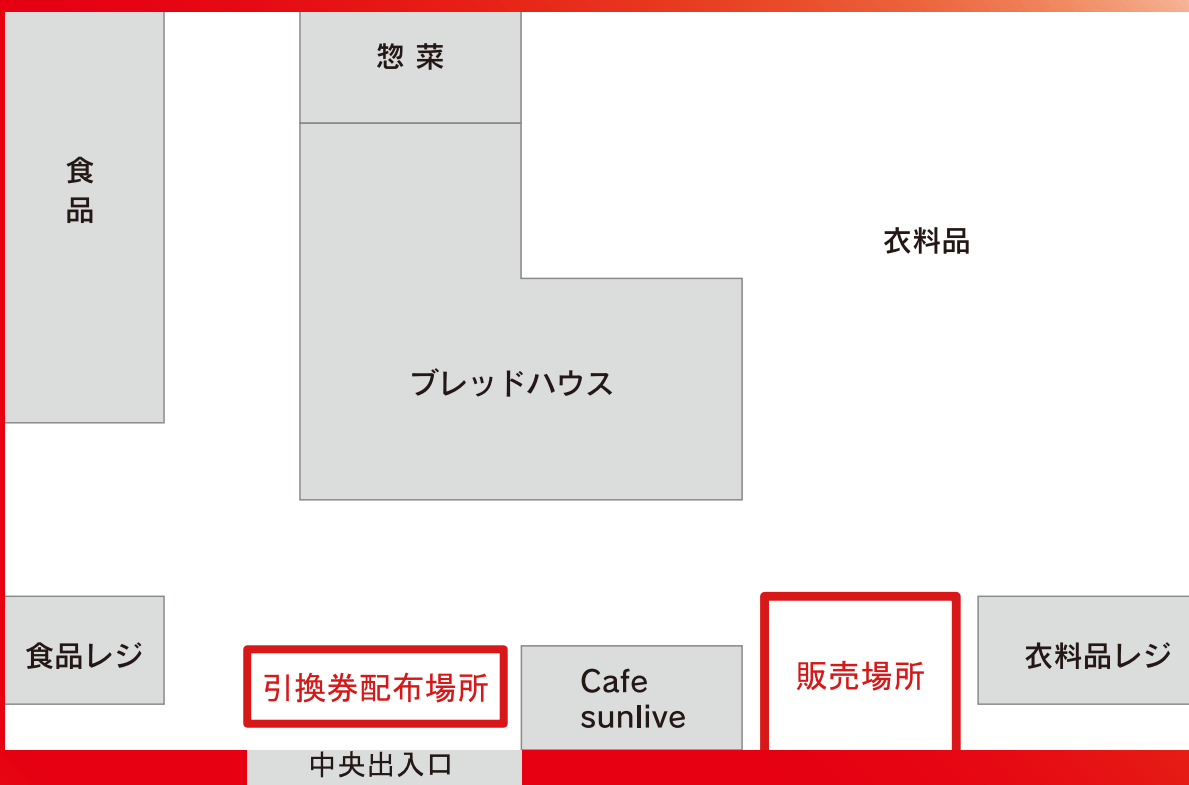 惣菜
食
品
衣料品
ブレッドハウス
食品レジ
引換券配布場所
Cafe
sunlive
販売場所
衣料品レジ
中央出入口